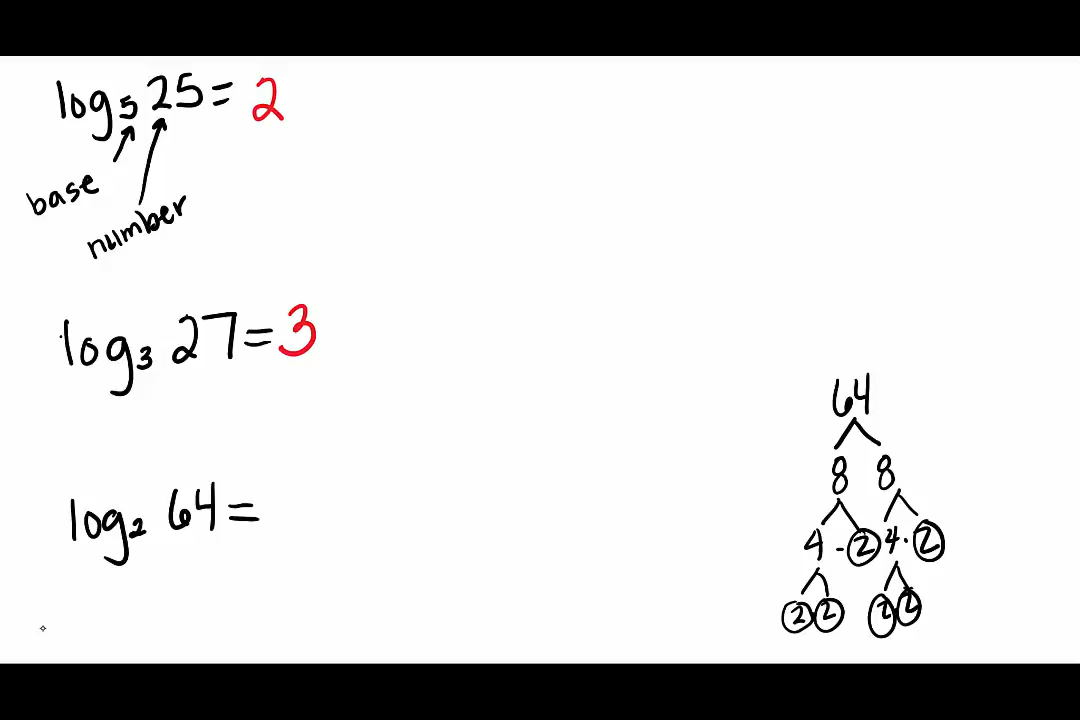 log₅ 25 = 2
base
number
log₃ 27 = 3
64
8 8
log₂ 64 =
4 · 2 4 · 2
2 2 2 2